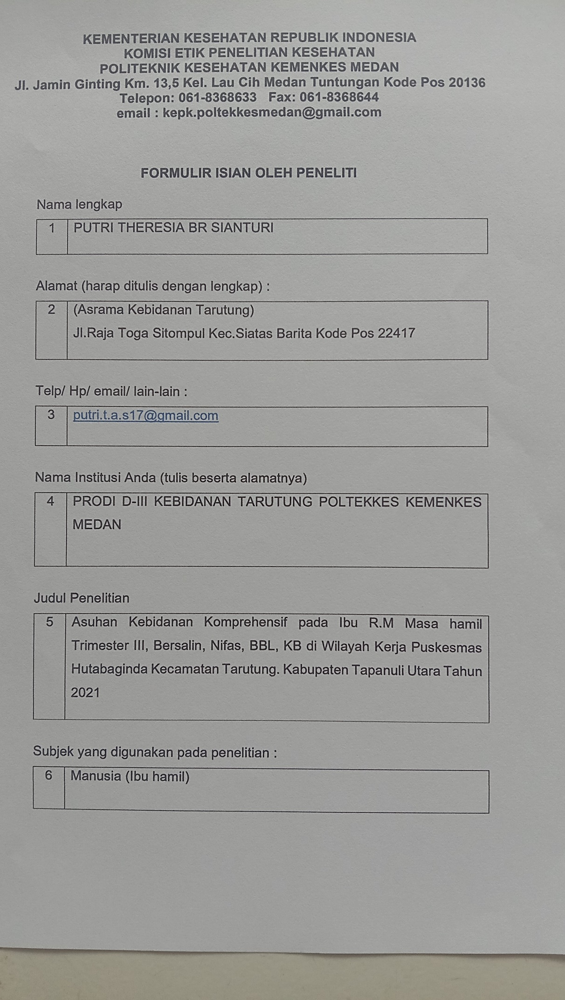 KEMENTERIAN KESEHATAN REPUBLIK INDONESIA
KOMISI ETIK PENELITIAN KESEHATAN
POLITEKNIK KESEHATAN KEMENKES MEDAN
Jl. Jamin Ginting Km. 13,5 Kel. Lau Cih Medan Tuntungan Kode Pos 20136
Telepon: 061-8368633 Fax: 061-8368644
email : kepk.poltekkesmedan@gmail.com
FORMULIR ISIAN OLEH PENELITI
Nama lengkap
1 PUTRI THERESIA BR SIANTURI
Alamat (harap ditulis dengan lengkap) :
2 (Asrama Kebidanan Tarutung)
Jl.Raja Toga Sitompul Kec.Siatas Barita Kode Pos 22417
Telp/ Hp/ email/ lain-lain :
3 putri.t.a.s17@gmail.com
Nama Institusi Anda (tulis beserta alamatnya)
4 PRODI D-III KEBIDANAN TARUTUNG POLTEKKES KEMENKES
MEDAN
Judul Penelitian
5 Asuhan Kebidanan Komprehensif pada Ibu R.M Masa hamil
Trimester III, Bersalin, Nifas, BBL, KB di Wilayah Kerja Puskesmas
Hutabaginda Kecamatan Tarutung. Kabupaten Tapanuli Utara Tahun
2021
Subjek yang digunakan pada penelitian :
6 Manusia (Ibu hamil)